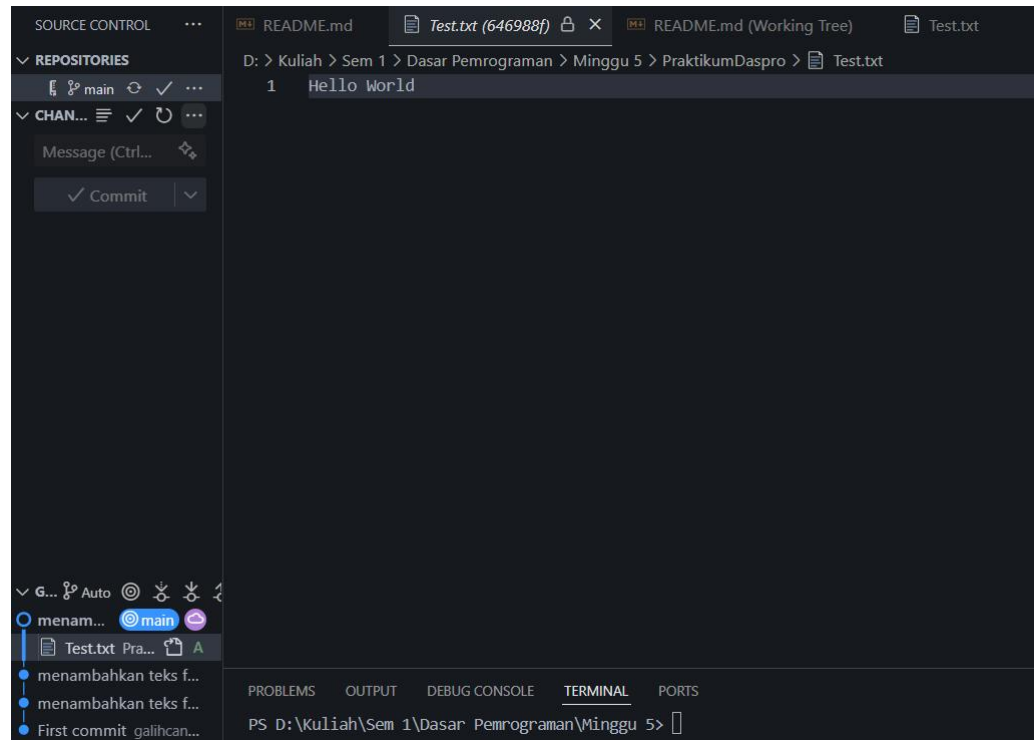 SOURCE CONTROL ...
README.md Test.txt (646988f) README.md (Working Tree) Test.txt
REPOSITORIES
D: > Kuliah > Sem 1 > Dasar Pemrograman > Minggu 5 > PraktikumDaspro > Test.txt
main ...
1 Hello World
CHAN... ...
Message (Ctrl...
Commit
G... Auto
menam... main
Test.txt Pra... A
menambahkan teks f...
menambahkan teks f...
First commit galihcan...
PROBLEMS OUTPUT DEBUG CONSOLE TERMINAL PORTS
PS D:\Kuliah\Sem 1\Dasar Pemrograman\Minggu 5>